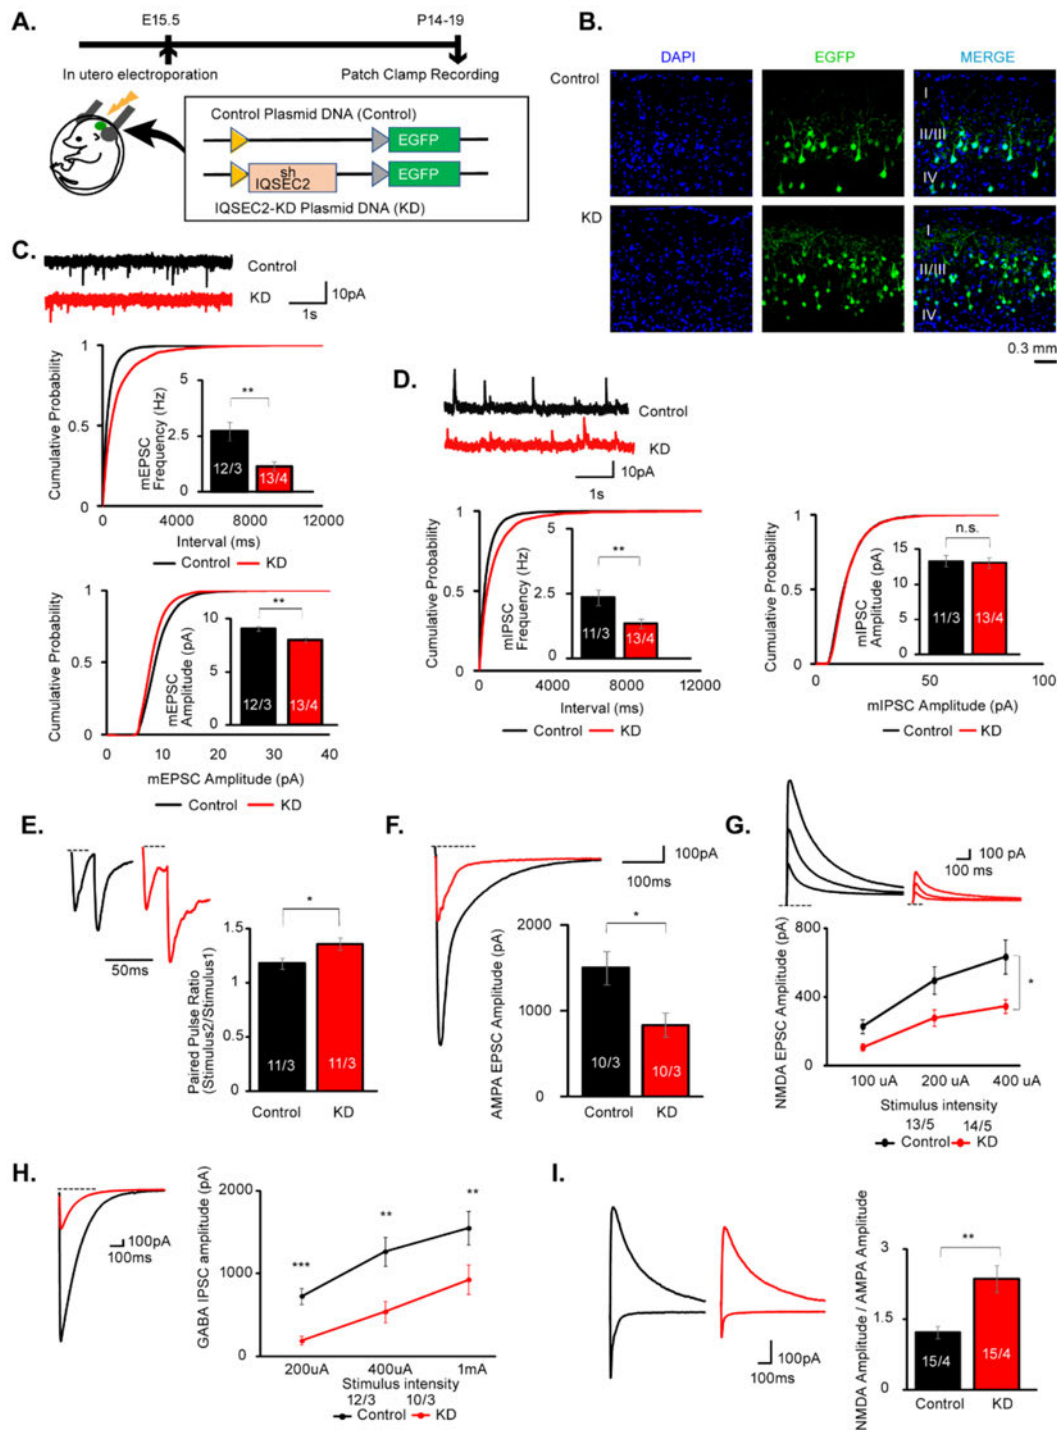 A.
E15.5
P14-19
In utero electroporation
Patch Clamp Recording
Control Plasmid DNA (Control)
EGFP
sh
IQSEC2
EGFP
IQSEC2-KD Plasmid DNA (KD)
B.
DAPI
EGFP
MERGE
Control
I
II/III
IV
KD
I
II/III
IV
0.3 mm
C.
Control
KD
10pA
1s
Cumulative Probability
1
0.5
0
mEPSC
Frequency (Hz)
5
2.5
0
**
12/3
13/4
0
4000
8000
12000
Interval (ms)
Control
KD
Cumulative Probability
1
0.5
0
mEPSC
Amplitude (pA)
10
5
0
**
12/3
13/4
0
10
20
30
40
mEPSC Amplitude (pA)
Control
KD
D.
Control
KD
10pA
1s
Cumulative Probability
1
0.5
0
mIPSC
Frequency (Hz)
5
2.5
0
**
11/3
13/4
0
4000
8000
12000
Interval (ms)
Control
KD
Cumulative Probability
1
0.5
0
mIPSC
Amplitude (pA)
15
10
5
0
n.s.
11/3
13/4
0
50
100
mIPSC Amplitude (pA)
Control
KD
E.
50ms
Paired Pulse Ratio
(Stimulus2/Stimulus1)
1.5
1
0.5
0
*
11/3
11/3
Control
KD
F.
100pA
100ms
AMPA EPSC Amplitude (pA)
2000
1000
0
*
10/3
10/3
Control
KD
G.
100 pA
100 ms
NMDA EPSC Amplitude (pA)
800
400
0
*
100 uA
200 uA
400 uA
Stimulus intensity
13/5
14/5
Control
KD
H.
100pA
100ms
GABA IPSC amplitude (pA)
2000
1000
0
***
**
**
200uA
400uA
1mA
Stimulus intensity
12/3
10/3
Control
KD
I.
100pA
100ms
NMDA Amplitude / AMPA Amplitude
3
1.5
0
**
15/4
15/4
Control
KD